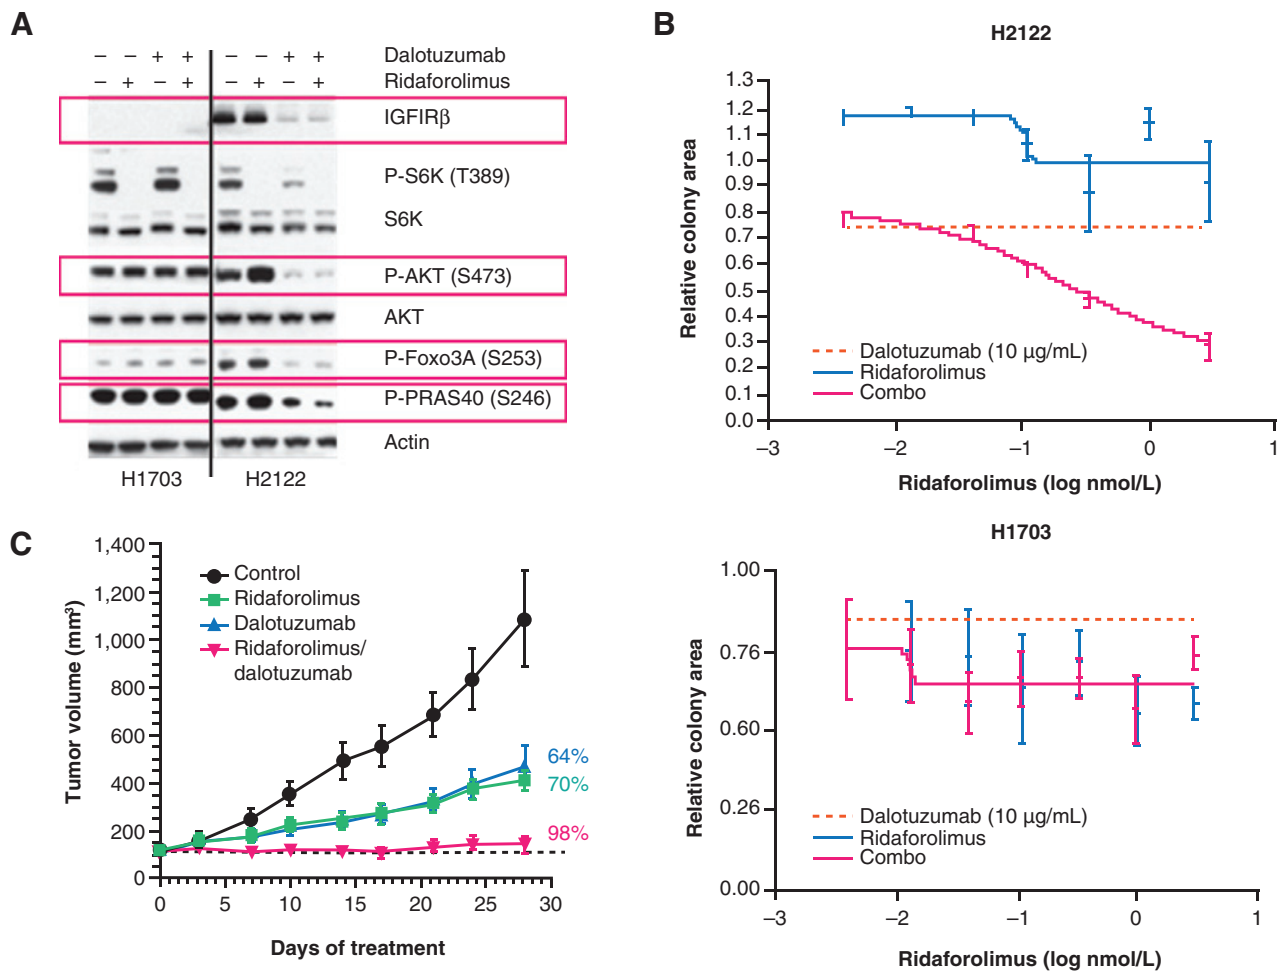 A
– – + + – – + + Dalotuzumab
– + – + – + – + Ridaforolimus
IGFIRβ
P-S6K (T389)
S6K
P-AKT (S473)
AKT
P-Foxo3A (S253)
P-PRAS40 (S246)
Actin
H1703 H2122
B
H2122
Relative colony area
1.3
1.2
1.1
1.0
0.9
0.8
0.7
0.6
0.5
0.4
0.3
0.2
0.1
0.0
Dalotuzumab (10 µg/mL)
Ridaforolimus
Combo
–3 –2 –1 0 1
Ridaforolimus (log nmol/L)
H1703
Relative colony area
1.00
0.76
0.60
0.26
0.00
Dalotuzumab (10 µg/mL)
Ridaforolimus
Combo
–3 –2 –1 0 1
Ridaforolimus (log nmol/L)
C
Tumor volume (mm³)
1,400
1,200
1,000
800
600
400
200
0
Control
Ridaforolimus
Dalotuzumab
Ridaforolimus/
dalotuzumab
64%
70%
98%
0 5 10 15 20 25 30
Days of treatment